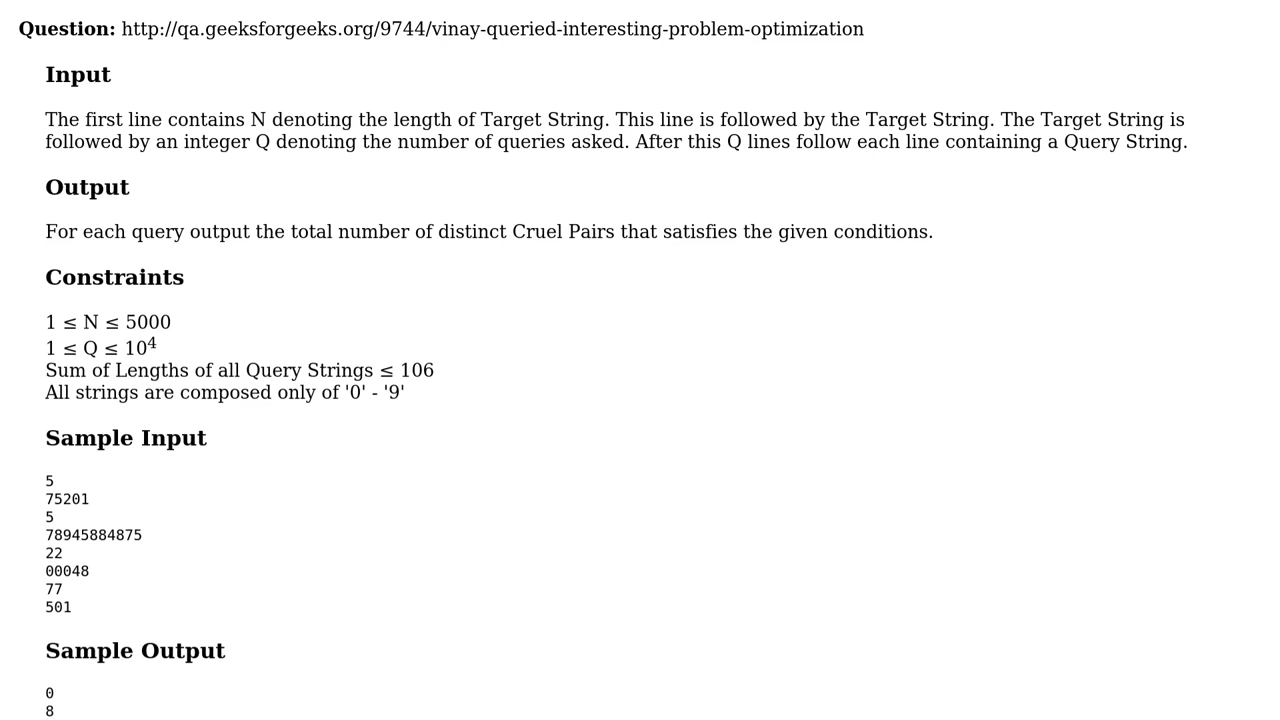 Question: http://qa.geeksforgeeks.org/9744/vinay-queried-interesting-problem-optimization
Input
The first line contains N denoting the length of Target String. This line is followed by the Target String. The Target String is
followed by an integer Q denoting the number of queries asked. After this Q lines follow each line containing a Query String.
Output
For each query output the total number of distinct Cruel Pairs that satisfies the given conditions.
Constraints
1 ≤ N ≤ 5000
1 ≤ Q ≤ 10⁴
Sum of Lengths of all Query Strings ≤ 106
All strings are composed only of '0' - '9'
Sample Input
5
75201
5
78945884875
22
00048
77
501
Sample Output
0
8